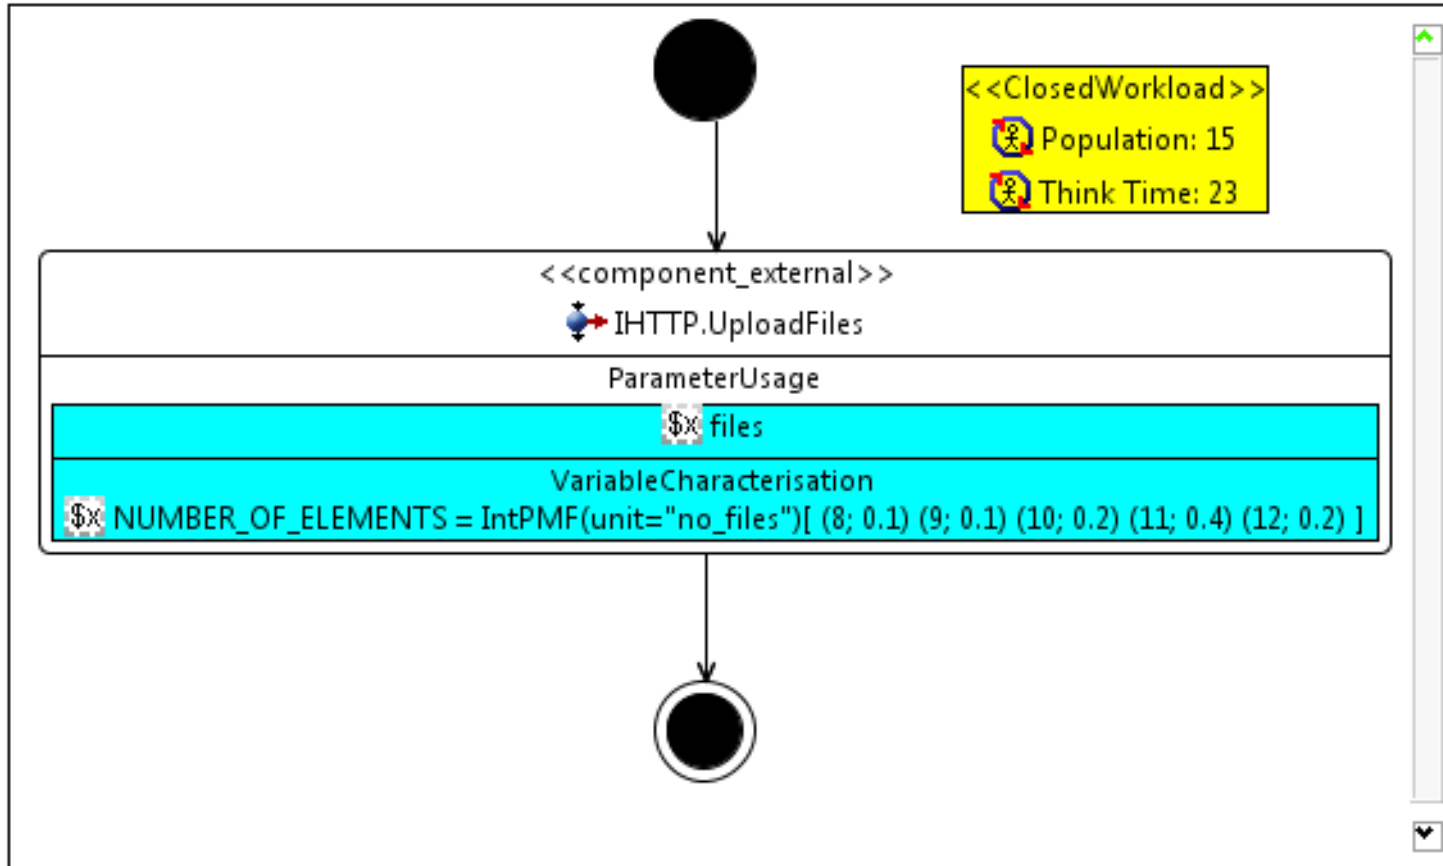 <<ClosedWorkload>>
Population: 15
Think Time: 23
<<component_external>>
IHTTP.UploadFiles
ParameterUsage
$x files
VariableCharacterisation
$x NUMBER_OF_ELEMENTS = IntPMF(unit="no_files")[ (8; 0.1) (9; 0.1) (10; 0.2) (11; 0.4) (12; 0.2) ]